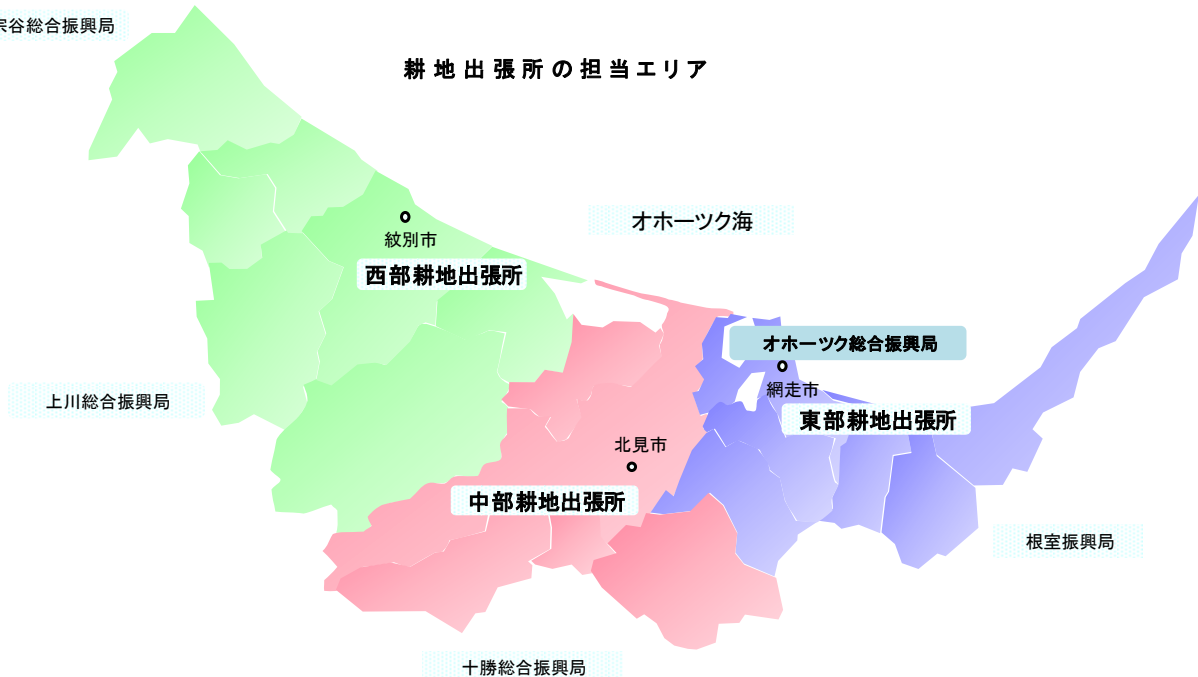 宗谷総合振興局
耕地出張所の担当エリア
オホーツク海
紋別市
西部耕地出張所
オホーツク総合振興局
網走市
上川総合振興局
東部耕地出張所
北見市
中部耕地出張所
根室振興局
十勝総合振興局